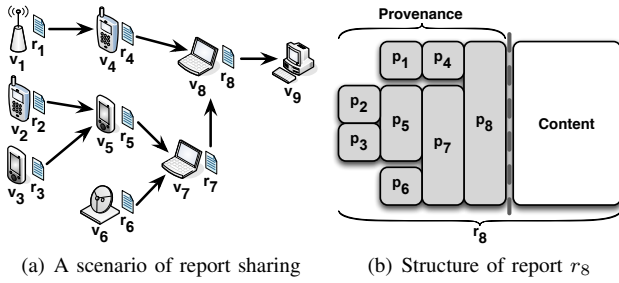 v1 r1
v4 r4
v8 r8
v9
v2 r2
v3 r3
v5 r5
v6 r6
v7 r7
(a) A scenario of report sharing
Provenance
p1 p4
p2
p3
p5
p6
p7
p8
Content
r8
(b) Structure of report r8